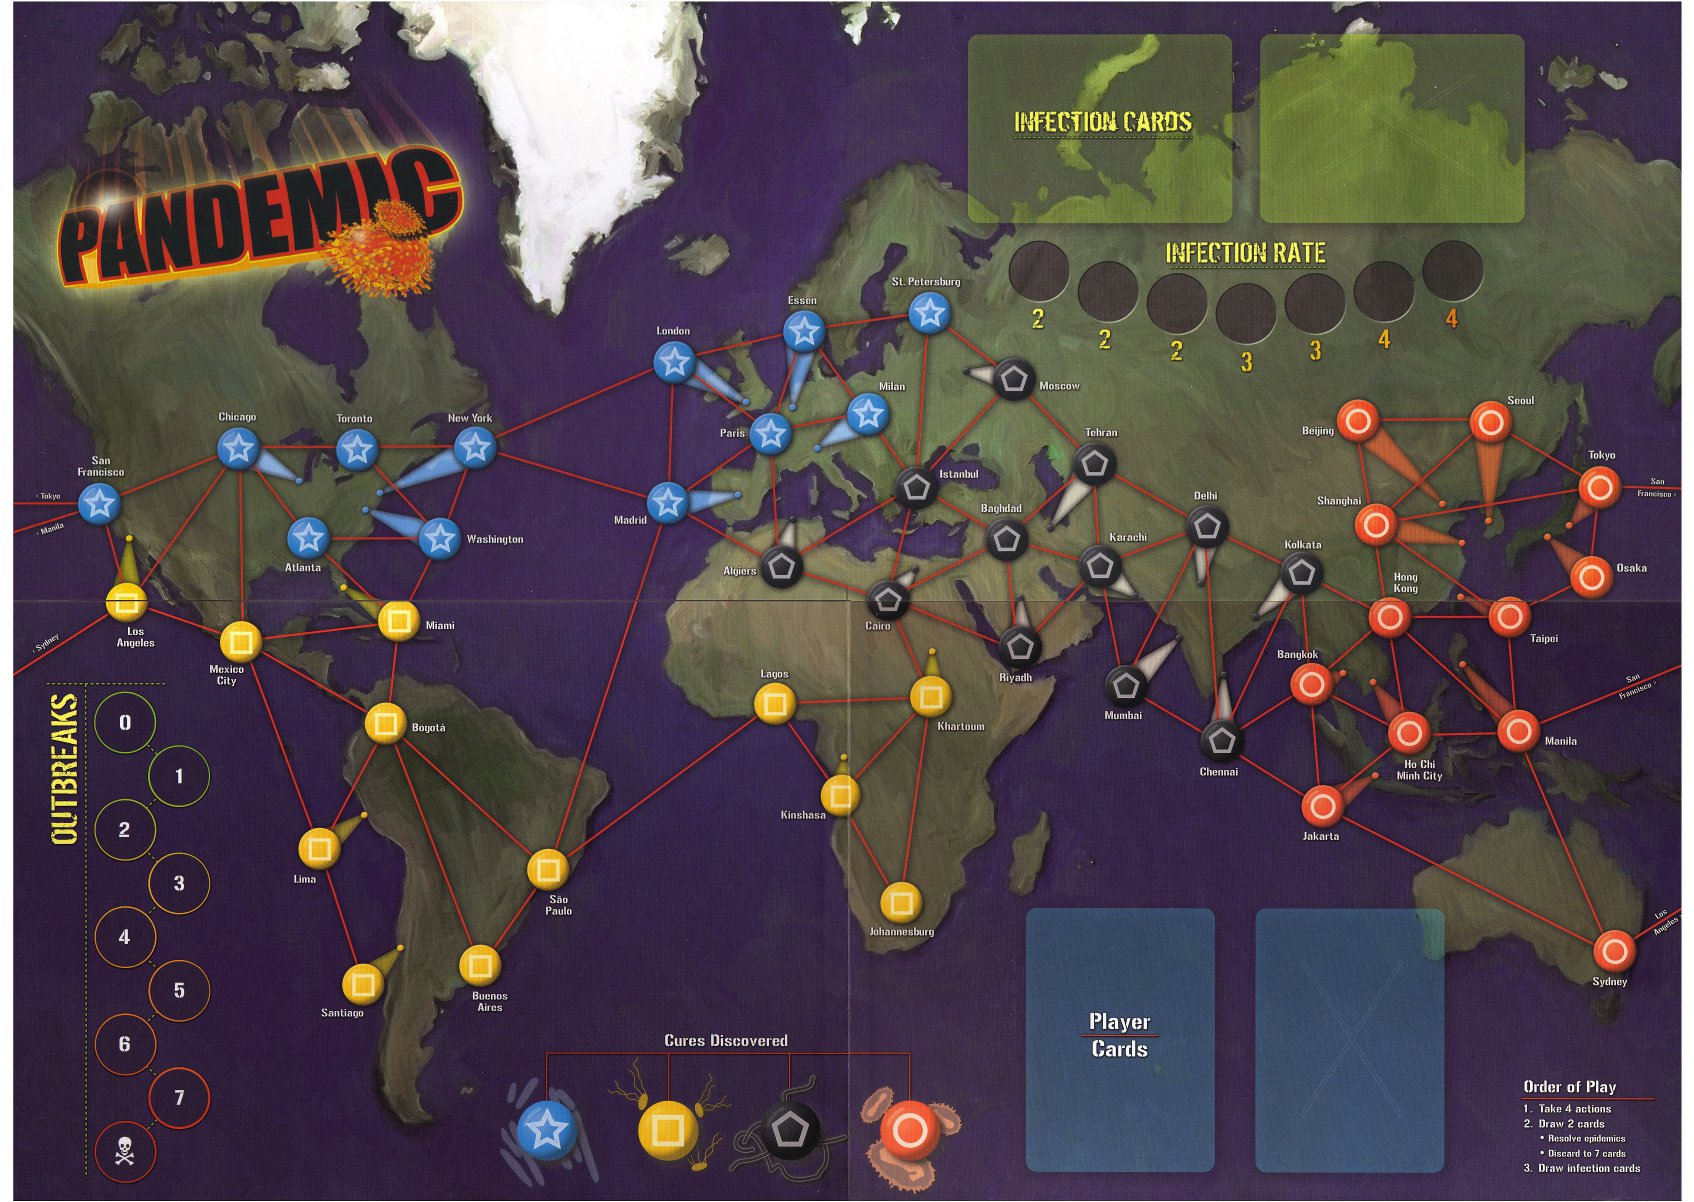 PANDEMIC
INFECTION CARDS
INFECTION RATE
2
2
2
3
3
4
4
St. Petersburg
Essen
London
Moscow
Milan
Paris
Chicago
Toronto
New York
San
Francisco
‹ Tokyo
‹ Manila
Madrid
Washington
Atlanta
Istanbul
Tehran
Baghdad
Delhi
Karachi
Kolkata
Algiers
Cairo
Riyadh
Beijing
Seoul
Tokyo
San
Francisco ›
Shanghai
Osaka
Hong
Kong
Taipei
Bangkok
‹ Sydney
Los
Angeles
Miami
Mexico
City
Bogotá
Lagos
Khartoum
Mumbai
Chennai
Ho Chi
Minh City
Manila
San
Francisco ›
Kinshasa
Jakarta
Lima
São
Paulo
Johannesburg
Los
Angeles ›
Sydney
Santiago
Buenos
Aires
OUTBREAKS
0
1
2
3
4
5
6
7
Cures Discovered
Player
Cards
Order of Play
1. Take 4 actions
2. Draw 2 cards
• Resolve epidemics
• Discard to 7 cards
3. Draw infection cards